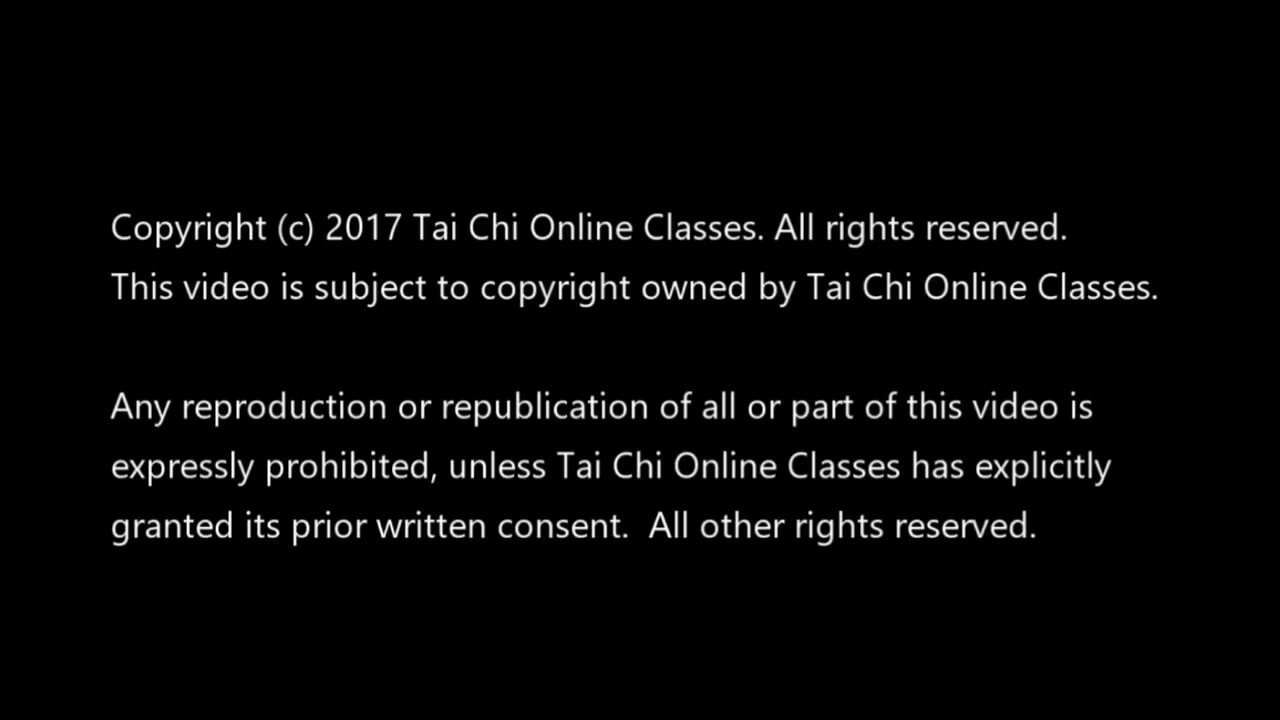 Copyright (c) 2017 Tai Chi Online Classes. All rights reserved.
This video is subject to copyright owned by Tai Chi Online Classes.
Any reproduction or republication of all or part of this video is
expressly prohibited, unless Tai Chi Online Classes has explicitly
granted its prior written consent.  All other rights reserved.